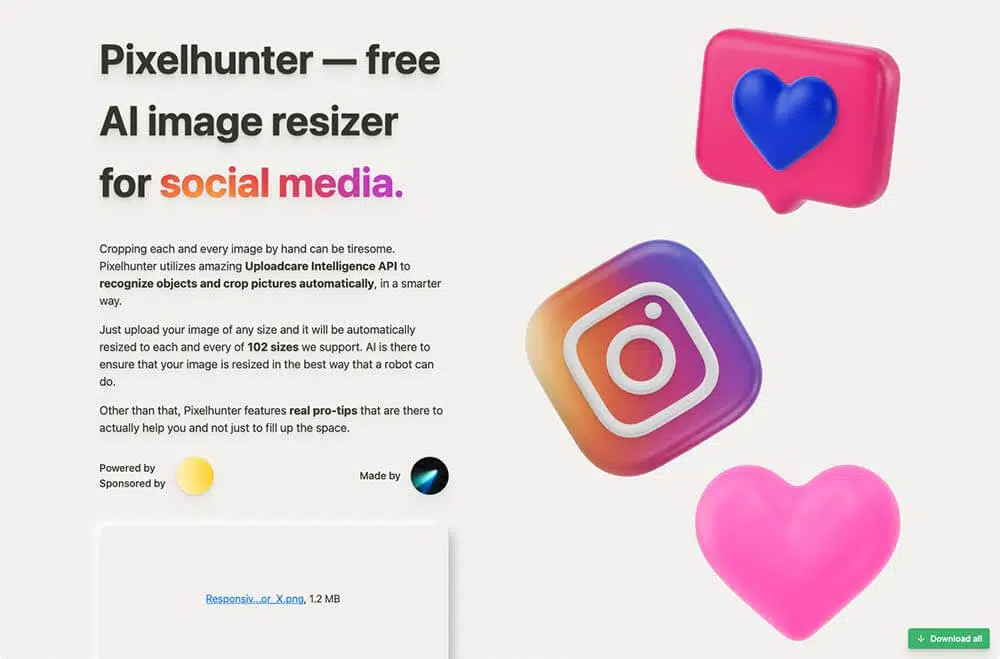 Pixelhunter — free
AI image resizer
for social media.
Cropping each and every image by hand can be tiresome.
Pixelhunter utilizes amazing Uploadcare Intelligence API to
recognize objects and crop pictures automatically, in a smarter
way.
Just upload your image of any size and it will be automatically
resized to each and every of 102 sizes we support. AI is there to
ensure that your image is resized in the best way that a robot can
do.
Other than that, Pixelhunter features real pro-tips that are there to
actually help you and not just to fill up the space.
Powered by
Sponsored by
Made by
Responsiv...or_X.png, 1.2 MB
Download all